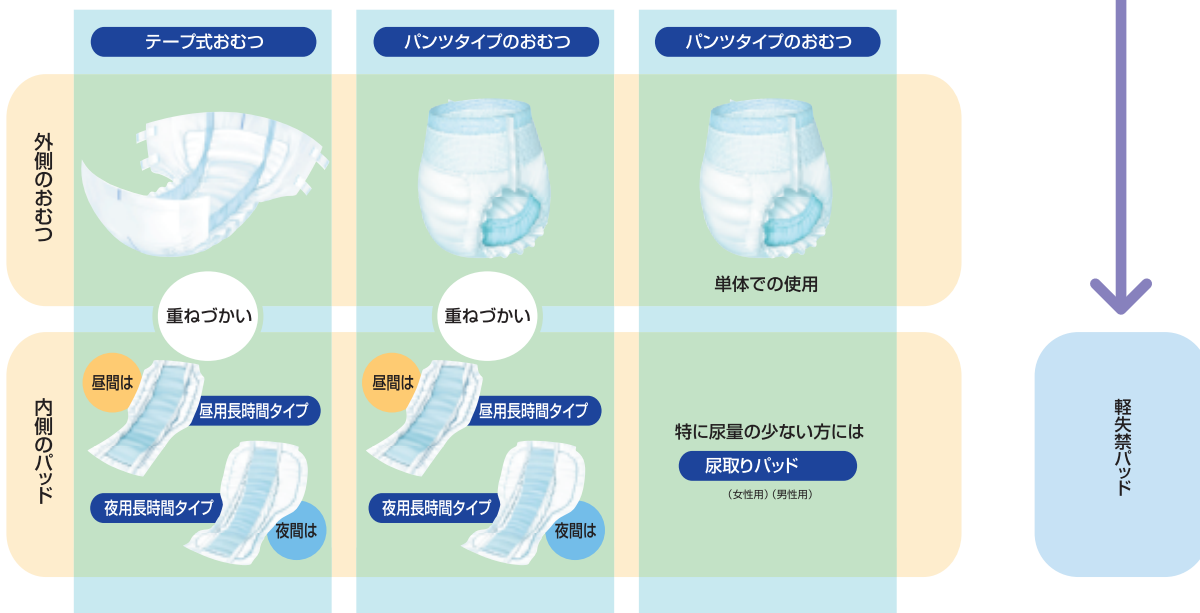 テープ式おむつ
パンツタイプのおむつ
パンツタイプのおむつ
外側のおむつ
単体での使用
重ねづかい
重ねづかい
内側のパッド
昼間は
昼用長時間タイプ
夜用長時間タイプ
夜間は
昼間は
昼用長時間タイプ
夜用長時間タイプ
夜間は
特に尿量の少ない方には
尿取りパッド
(女性用)(男性用)
軽失禁パッド